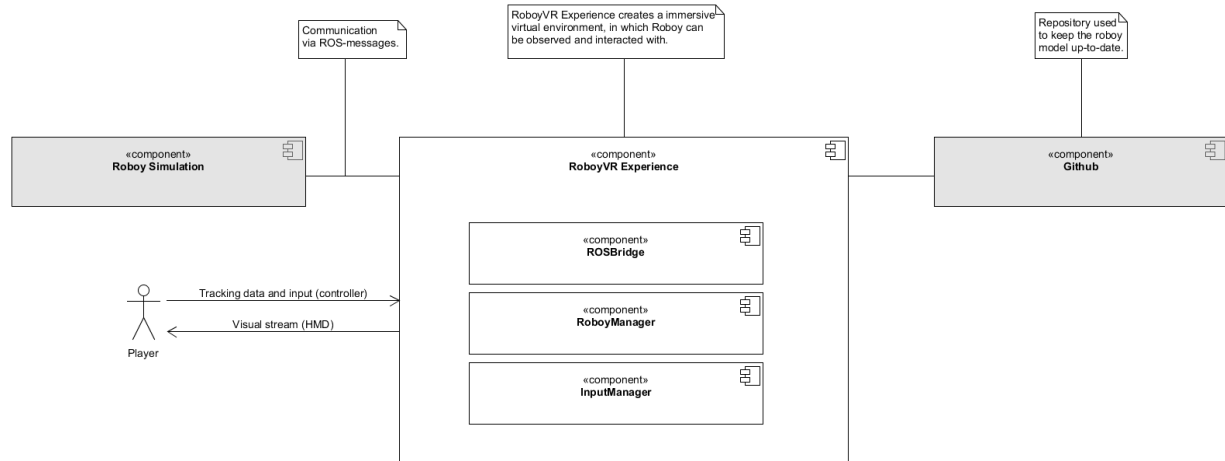 Communication
via ROS-messages.
RoboyVR Experience creates a immersive
virtual environment, in which Roboy can
be observed and interacted with.
Repository used
to keep the roboy
model up-to-date.
«component»
Roboy Simulation
«component»
RoboyVR Experience
«component»
Github
«component»
ROSBridge
«component»
RoboyManager
«component»
InputManager
Tracking data and input (controller)
Visual stream (HMD)
Player